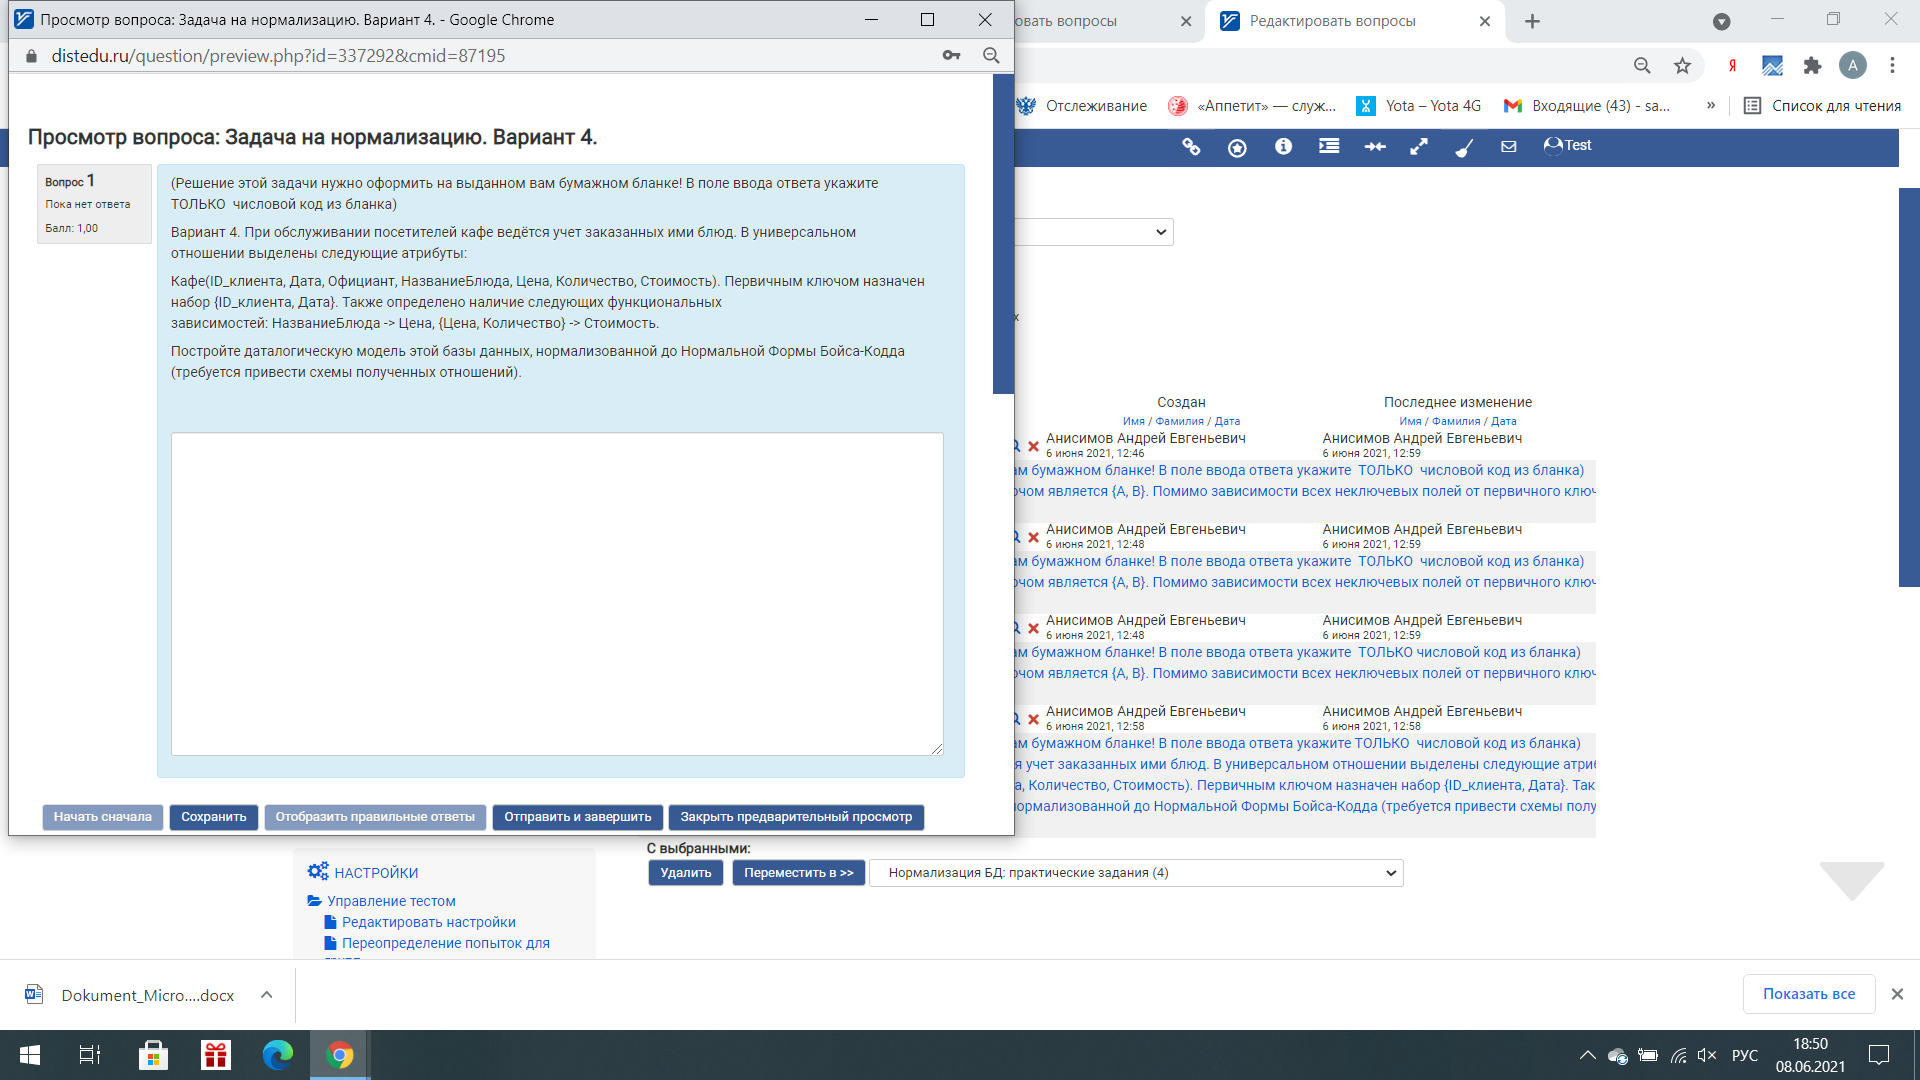 Просмотр вопроса: Задача на нормализацию. Вариант 4. - Google Chrome
овать вопросы
Редактировать вопросы
distedu.ru/question/preview.php?id=337292&cmid=87195
Я
A
Отслеживание
«Аппетит» — служ...
Yota – Yota 4G
Входящие (43) - sa...
»
Список для чтения
Test
Просмотр вопроса: Задача на нормализацию. Вариант 4.
Вопрос 1
Пока нет ответа
Балл: 1,00
(Решение этой задачи нужно оформить на выданном вам бумажном бланке! В поле ввода ответа укажите
ТОЛЬКО числовой код из бланка)
Вариант 4. При обслуживании посетителей кафе ведётся учет заказанных ими блюд. В универсальном
отношении выделены следующие атрибуты:
Кафе(ID_клиента, Дата, Официант, НазваниеБлюда, Цена, Количество, Стоимость). Первичным ключом назначен
набор {ID_клиента, Дата}. Также определено наличие следующих функциональных
зависимостей: НазваниеБлюда -> Цена, {Цена, Количество} -> Стоимость.
Постройте даталогическую модель этой базы данных, нормализованной до Нормальной Формы Бойса-Кодда
(требуется привести схемы полученных отношений).
Начать сначала
Сохранить
Отобразить правильные ответы
Отправить и завершить
Закрыть предварительный просмотр
х
Создан
Последнее изменение
Имя / Фамилия / Дата
Имя / Фамилия / Дата
Анисимов Андрей Евгеньевич
Анисимов Андрей Евгеньевич
6 июня 2021, 12:46
6 июня 2021, 12:59
ам бумажном бланке! В поле ввода ответа укажите ТОЛЬКО числовой код из бланка)
ючом является {A, B}. Помимо зависимости всех неключевых полей от первичного ключ
Анисимов Андрей Евгеньевич
Анисимов Андрей Евгеньевич
6 июня 2021, 12:48
6 июня 2021, 12:59
ам бумажном бланке! В поле ввода ответа укажите ТОЛЬКО числовой код из бланка)
ючом является {A, B}. Помимо зависимости всех неключевых полей от первичного ключ
Анисимов Андрей Евгеньевич
Анисимов Андрей Евгеньевич
6 июня 2021, 12:48
6 июня 2021, 12:59
ам бумажном бланке! В поле ввода ответа укажите ТОЛЬКО числовой код из бланка)
ючом является {A, B}. Помимо зависимости всех неключевых полей от первичного ключ
Анисимов Андрей Евгеньевич
Анисимов Андрей Евгеньевич
6 июня 2021, 12:58
6 июня 2021, 12:58
ам бумажном бланке! В поле ввода ответа укажите ТОЛЬКО числовой код из бланка)
я учет заказанных ими блюд. В универсальном отношении выделены следующие атриб
а, Количество, Стоимость). Первичным ключом назначен набор {ID_клиента, Дата}. Так
нормализованной до Нормальной Формы Бойса-Кодда (требуется привести схемы полу
С выбранными:
Удалить
Переместить в >>
Нормализация БД: практические задания (4)
НАСТРОЙКИ
Управление тестом
Редактировать настройки
Переопределение попыток для
Dokument_Micro....docx
Показать все
РУС
18:50
08.06.2021